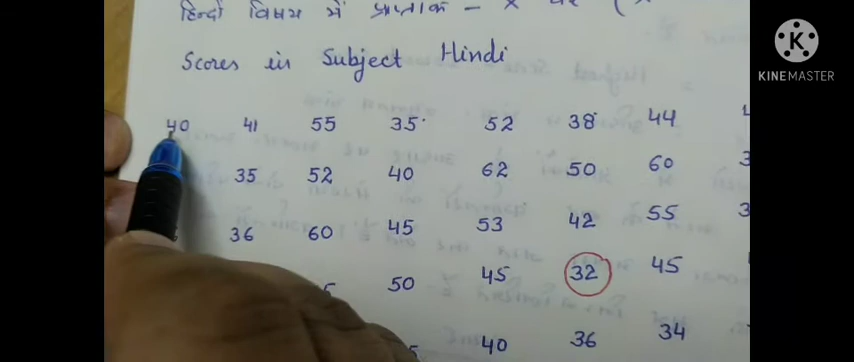 हिन्दी विषय में प्राप्तांक - X
Scores in Subject Hindi
40 41 55 35 52 38 44
35 52 40 62 50 60
36 60 45 53 42 55
50 45 32 45
40 36 34
K
KINEMASTER